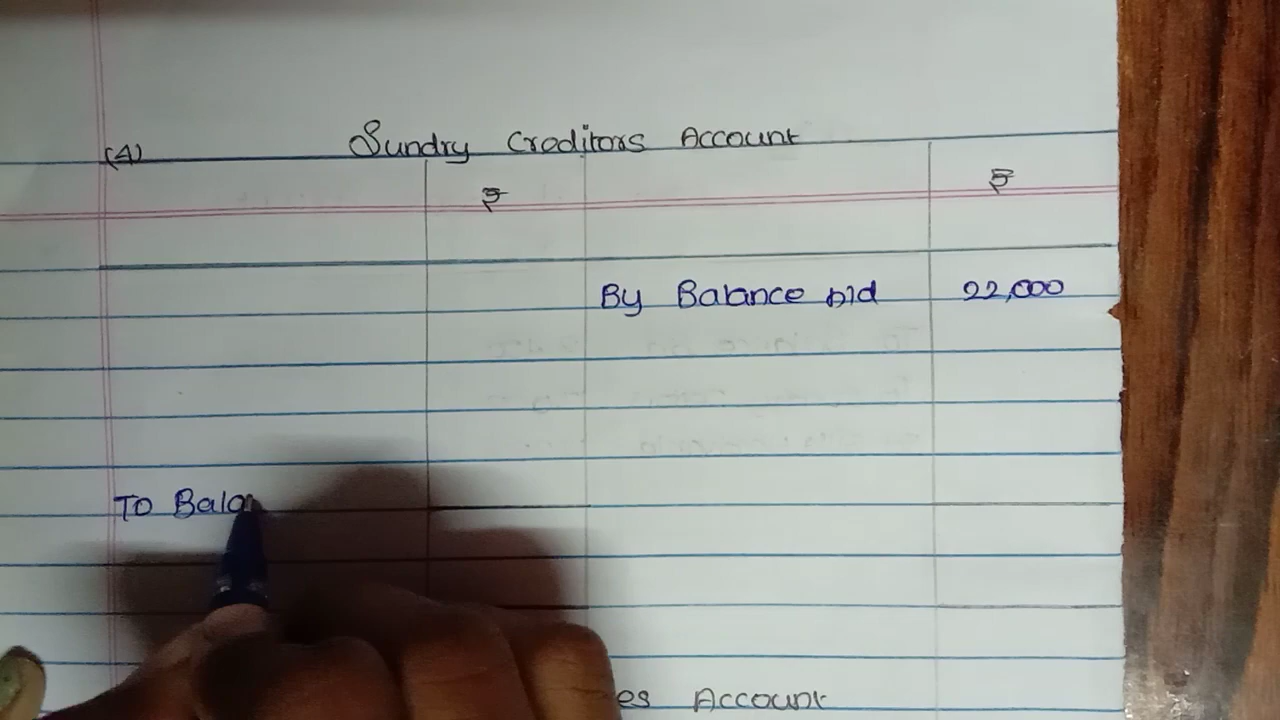 (4) Sundry Creditors Account
₹ ₹
By Balance b/d 22,000
To Bala
es Account